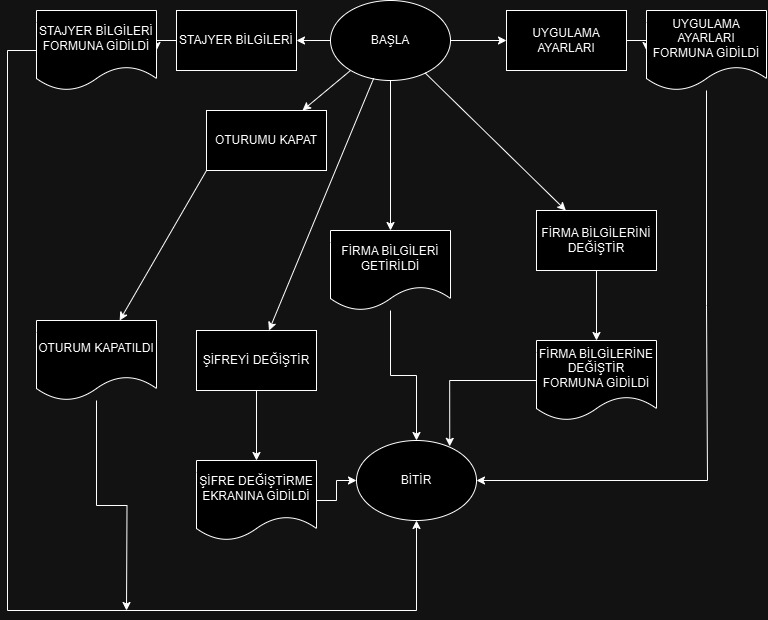 STAJYER BİLGİLERİ
FORMUNA GİDİLDİ
STAJYER BİLGİLERİ
BAŞLA
UYGULAMA
AYARLARI
UYGULAMA
AYARLARI
FORMUNA GİDİLDİ
OTURUMU KAPAT
FİRMA BİLGİLERİ
GETİRİLDİ
FİRMA BİLGİLERİNİ
DEĞİŞTİR
OTURUM KAPATILDI
ŞİFREYİ DEĞİŞTİR
FİRMA BİLGİLERİNE
DEĞİŞTİR
FORMUNA GİDİLDİ
ŞİFRE DEĞİŞTİRME
EKRANINA GİDİLDİ
BİTİR